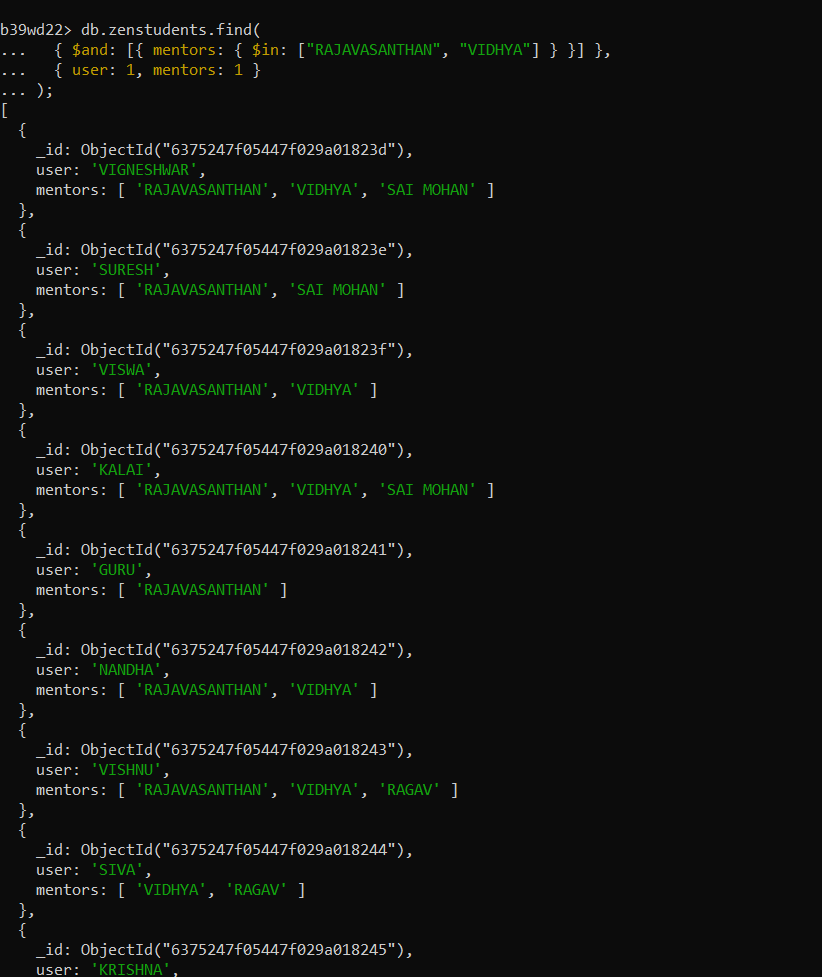 b39wd22> db.zenstudents.find(
...   { $and: [{ mentors: { $in: ["RAJAVASANTHAN", "VIDHYA"] } }] },
...   { user: 1, mentors: 1 }
... );
[
  {
    _id: ObjectId("6375247f05447f029a01823d"),
    user: 'VIGNESHWAR',
    mentors: [ 'RAJAVASANTHAN', 'VIDHYA', 'SAI MOHAN' ]
  },
  {
    _id: ObjectId("6375247f05447f029a01823e"),
    user: 'SURESH',
    mentors: [ 'RAJAVASANTHAN', 'SAI MOHAN' ]
  },
  {
    _id: ObjectId("6375247f05447f029a01823f"),
    user: 'VISWA',
    mentors: [ 'RAJAVASANTHAN', 'VIDHYA' ]
  },
  {
    _id: ObjectId("6375247f05447f029a018240"),
    user: 'KALAI',
    mentors: [ 'RAJAVASANTHAN', 'VIDHYA', 'SAI MOHAN' ]
  },
  {
    _id: ObjectId("6375247f05447f029a018241"),
    user: 'GURU',
    mentors: [ 'RAJAVASANTHAN' ]
  },
  {
    _id: ObjectId("6375247f05447f029a018242"),
    user: 'NANDHA',
    mentors: [ 'RAJAVASANTHAN', 'VIDHYA' ]
  },
  {
    _id: ObjectId("6375247f05447f029a018243"),
    user: 'VISHNU',
    mentors: [ 'RAJAVASANTHAN', 'VIDHYA', 'RAGAV' ]
  },
  {
    _id: ObjectId("6375247f05447f029a018244"),
    user: 'SIVA',
    mentors: [ 'VIDHYA', 'RAGAV' ]
  },
  {
    _id: ObjectId("6375247f05447f029a018245"),
    user: 'KRISHNA',